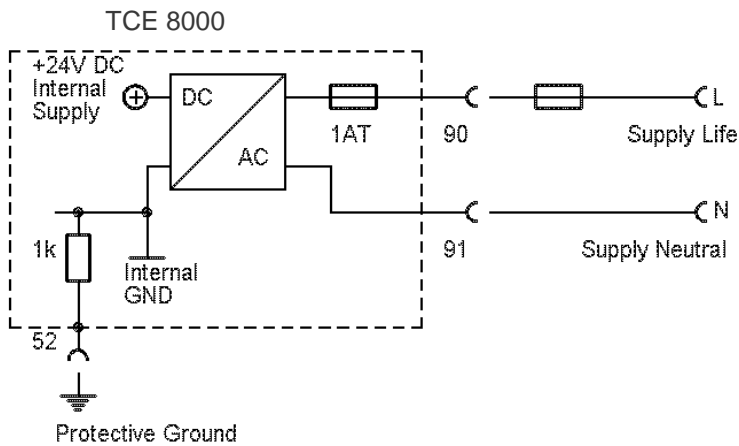 TCE 8000
+24V DC
Internal
Supply
DC
AC
1AT
90
L
Supply Life
N
91
Supply Neutral
1k
Internal
GND
52
Protective Ground